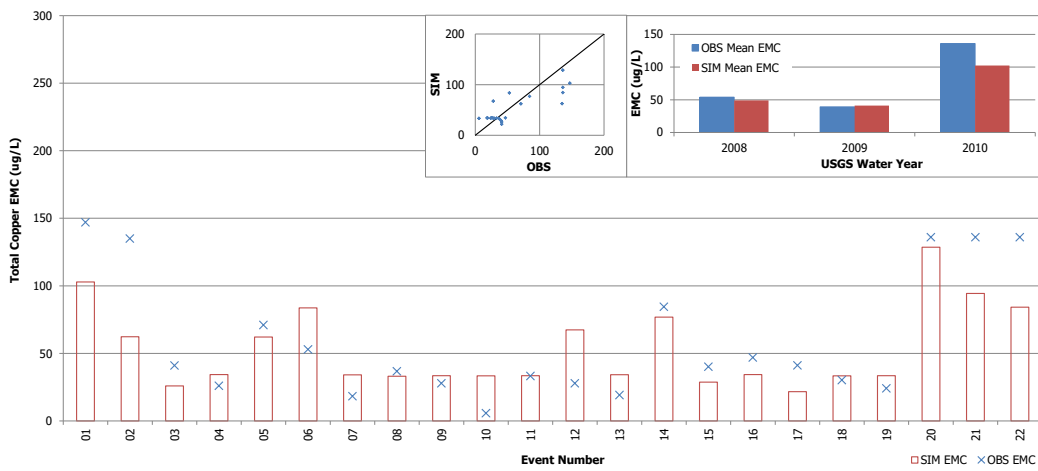 Total Copper EMC (ug/L)
300
250
200
150
100
50
0
SIM
200
100
0
0 100 200
OBS
EMC (ug/L)
150
100
50
0
OBS Mean EMC
SIM Mean EMC
2008 2009 2010
USGS Water Year
01 02 03 04 05 06 07 08 09 10 11 12 13 14 15 16 17 18 19 20 21 22
Event Number
SIM EMC OBS EMC